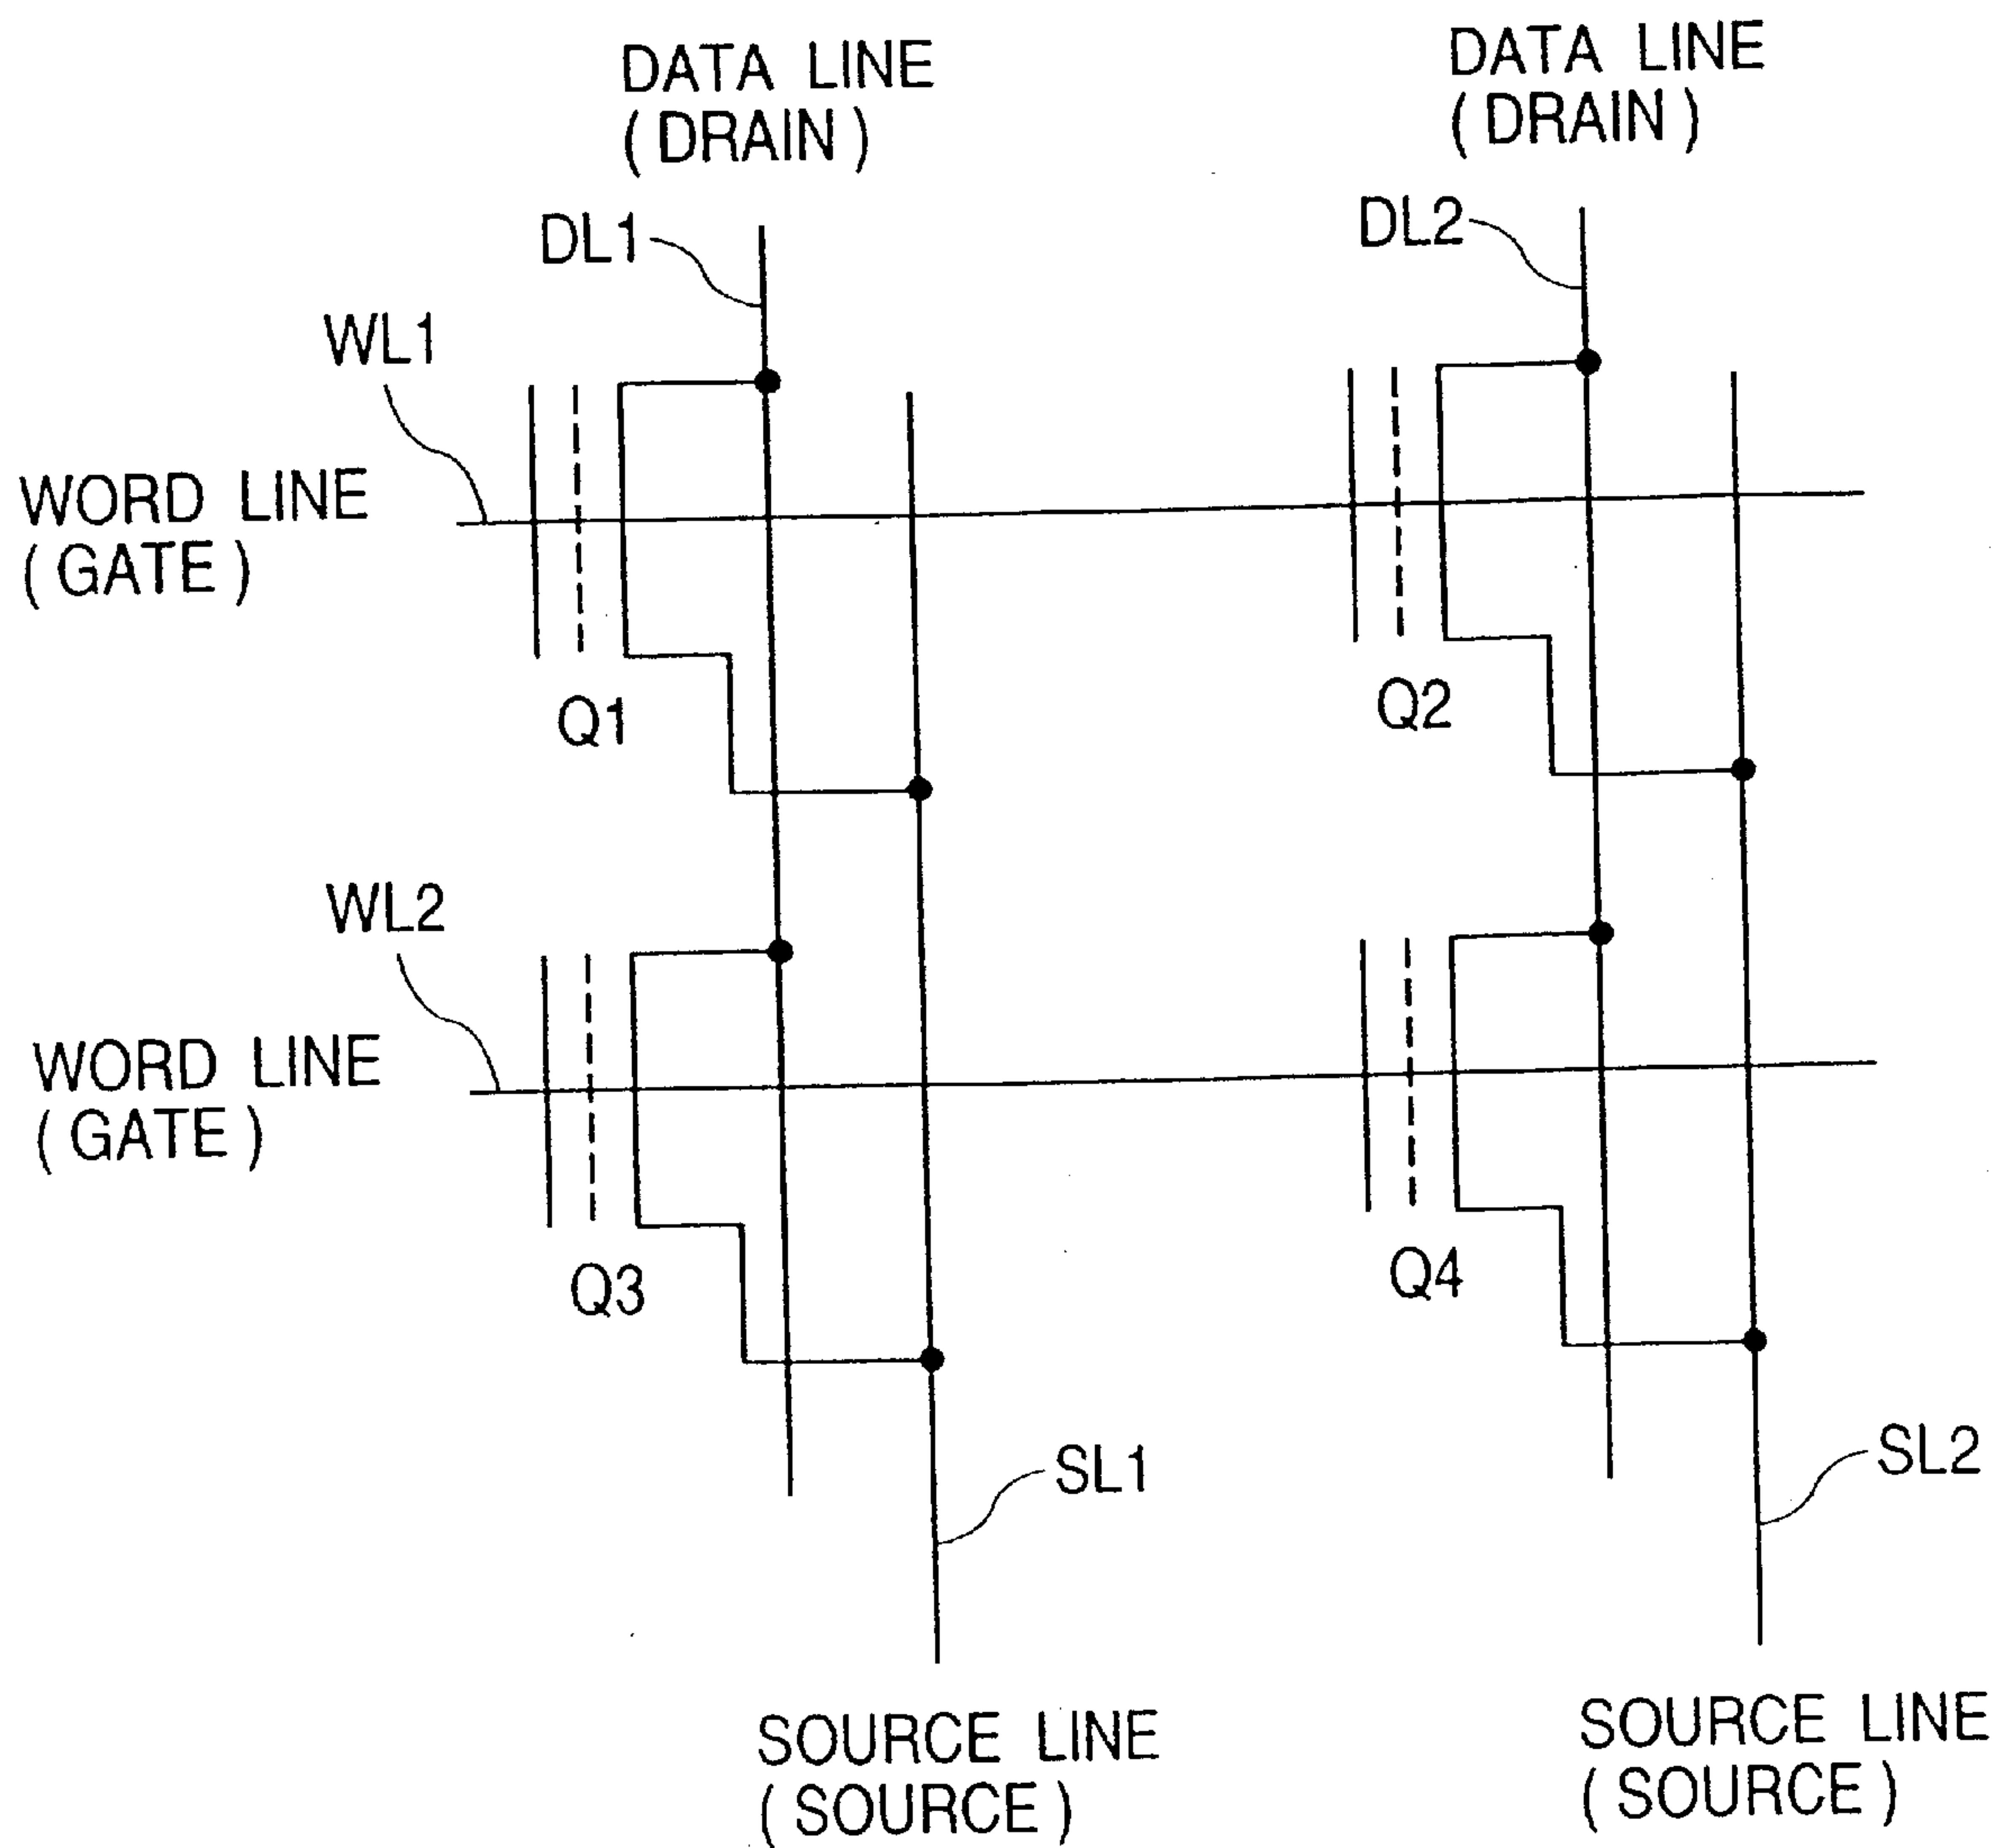 DATA LINE
( DRAIN )
DATA LINE
( DRAIN )
DL1
DL2
WL1
WORD LINE
( GATE )
Q1
Q2
WL2
WORD LINE
( GATE )
Q3
Q4
SL1
SL2
SOURCE LINE
( SOURCE )
SOURCE LINE
( SOURCE )